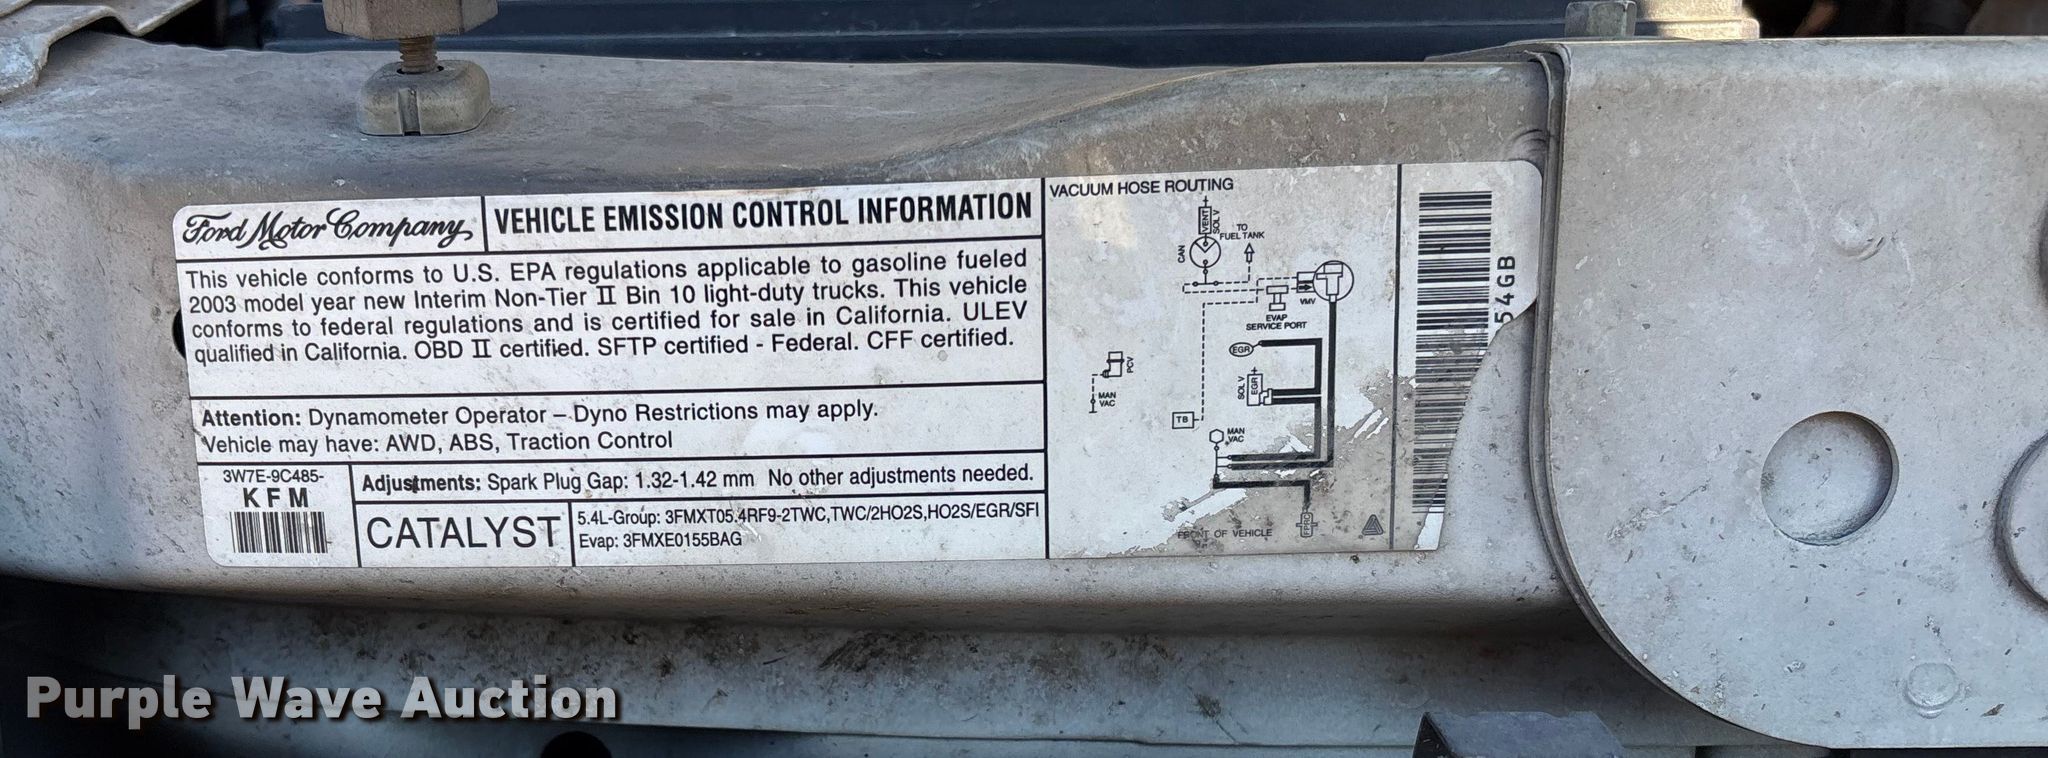 Ford Motor Company
VEHICLE EMISSION CONTROL INFORMATION
This vehicle conforms to U.S. EPA regulations applicable to gasoline fueled
2003 model year new Interim Non-Tier II Bin 10 light-duty trucks. This vehicle
conforms to federal regulations and is certified for sale in California. ULEV
qualified in California. OBD II certified. SFTP certified - Federal. CFF certified.
Attention: Dynamometer Operator – Dyno Restrictions may apply.
Vehicle may have: AWD, ABS, Traction Control
3W7E-9C485-
KFM
Adjustments: Spark Plug Gap: 1.32-1.42 mm No other adjustments needed.
CATALYST
5.4L-Group: 3FMXT05.4RF9-2TWC,TWC/2HO2S,HO2S/EGR/SFI
Evap: 3FMXE0155BAG
VACUUM HOSE ROUTING
VENT
SOL V
TO
FUEL TANK
CAN
VMV
EVAP
SERVICE PORT
EGR
PCV
MAN
VAC
SOL V
EGR
TB
MAN
VAC
FPRC
FRONT OF VEHICLE
54GB
Purple Wave Auction